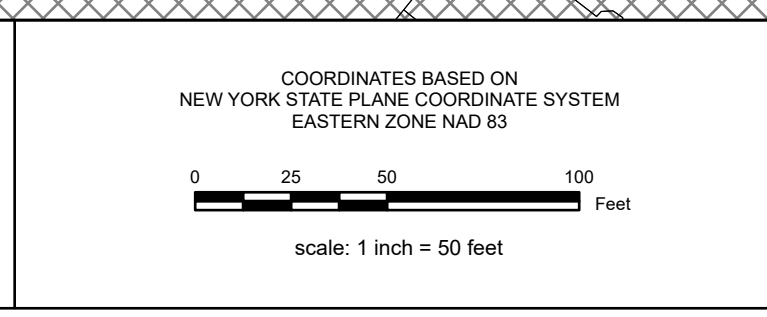 COORDINATES BASED ON
NEW YORK STATE PLANE COORDINATE SYSTEM
EASTERN ZONE NAD 83
0 25 50 100
Feet
scale: 1 inch = 50 feet